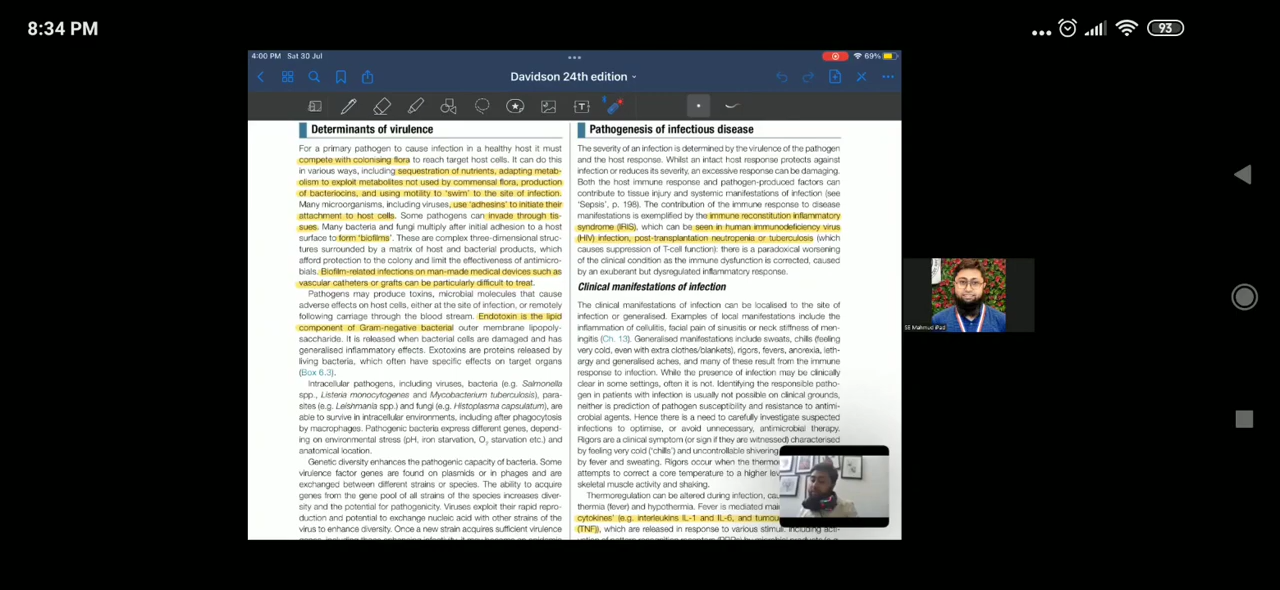 8:34 PM
93
4:00 PM Sat 30 Jul
69%
Davidson 24th edition
Determinants of virulence
For a primary pathogen to cause infection in a healthy host it must
compete with colonising flora to reach target host cells. It can do this
in various ways, including sequestration of nutrients, adapting metab-
olism to exploit metabolites not used by commensal flora, production
of bacteriocins, and using motility to ‘swim’ to the site of infection.
Many microorganisms, including viruses, use ‘adhesins’ to initiate their
attachment to host cells. Some pathogens can invade through tis-
sues. Many bacteria and fungi multiply after initial adhesion to a host
surface to form ‘biofilms’. These are complex three-dimensional struc-
tures surrounded by a matrix of host and bacterial products, which
afford protection to the colony and limit the effectiveness of antimicro-
bials. Biofilm-related infections on man-made medical devices such as
vascular catheters or grafts can be particularly difficult to treat.
Pathogens may produce toxins, microbial molecules that cause
adverse effects on host cells, either at the site of infection, or remotely
following carriage through the blood stream. Endotoxin is the lipid
component of Gram-negative bacterial outer membrane lipopoly-
saccharide. It is released when bacterial cells are damaged and has
generalised inflammatory effects. Exotoxins are proteins released by
living bacteria, which often have specific effects on target organs
(Box 6.3).
Intracellular pathogens, including viruses, bacteria (e.g. Salmonella
spp., Listeria monocytogenes and Mycobacterium tuberculosis), para-
sites (e.g. Leishmania spp.) and fungi (e.g. Histoplasma capsulatum), are
able to survive in intracellular environments, including after phagocytosis
by macrophages. Pathogenic bacteria express different genes, depend-
ing on environmental stress (pH, iron starvation, O2 starvation etc.) and
anatomical location.
Genetic diversity enhances the pathogenic capacity of bacteria. Some
virulence factor genes are found on plasmids or in phages and are
exchanged between different strains or species. The ability to acquire
genes from the gene pool of all strains of the species increases diver-
sity and the potential for pathogenicity. Viruses exploit their rapid repro-
duction and potential to exchange nucleic acid with other strains of the
virus to enhance diversity. Once a new strain acquires sufficient virulence
Pathogenesis of infectious disease
The severity of an infection is determined by the virulence of the pathogen
and the host response. Whilst an intact host response protects against
infection or reduces its severity, an excessive response can be damaging.
Both the host immune response and pathogen-produced factors can
contribute to tissue injury and systemic manifestations of infection (see
‘Sepsis’, p. 198). The contribution of the immune response to disease
manifestations is exemplified by the immune reconstitution inflammatory
syndrome (IRIS), which can be seen in human immunodeficiency virus
(HIV) infection, post-transplantation neutropenia or tuberculosis (which
causes suppression of T-cell function): there is a paradoxical worsening
of the clinical condition as the immune dysfunction is corrected, caused
by an exuberant but dysregulated inflammatory response.
Clinical manifestations of infection
The clinical manifestations of infection can be localised to the site of
infection or generalised. Examples of local manifestations include the
inflammation of cellulitis, facial pain of sinusitis or neck stiffness of men-
ingitis (Ch. 13). Generalised manifestations include sweats, chills (feeling
very cold, even with extra clothes/blankets), rigors, fevers, anorexia, leth-
argy and generalised aches, and many of these result from the immune
response to infection. While the presence of infection may be clinically
clear in some settings, often it is not. Identifying the responsible patho-
gen in patients with infection is usually not possible on clinical grounds,
neither is prediction of pathogen susceptibility and resistance to antimi-
crobial agents. Hence there is a need to carefully investigate suspected
infections to optimise, or avoid unnecessary, antimicrobial therapy.
Rigors are a clinical symptom (or sign if they are witnessed) characterised
by feeling very cold (‘chills’) and uncontrollable shivering
by fever and sweating. Rigors occur when the thermo
attempts to correct a core temperature to a higher lev
skeletal muscle activity and shaking.
Thermoregulation can be altered during infection, cau
thermia (fever) and hypothermia. Fever is mediated mai
cytokines’ (e.g. interleukins IL-1 and IL-6, and tumou
(TNF)), which are released in response to various stimuli, including acti-
SE Mahmud iPad